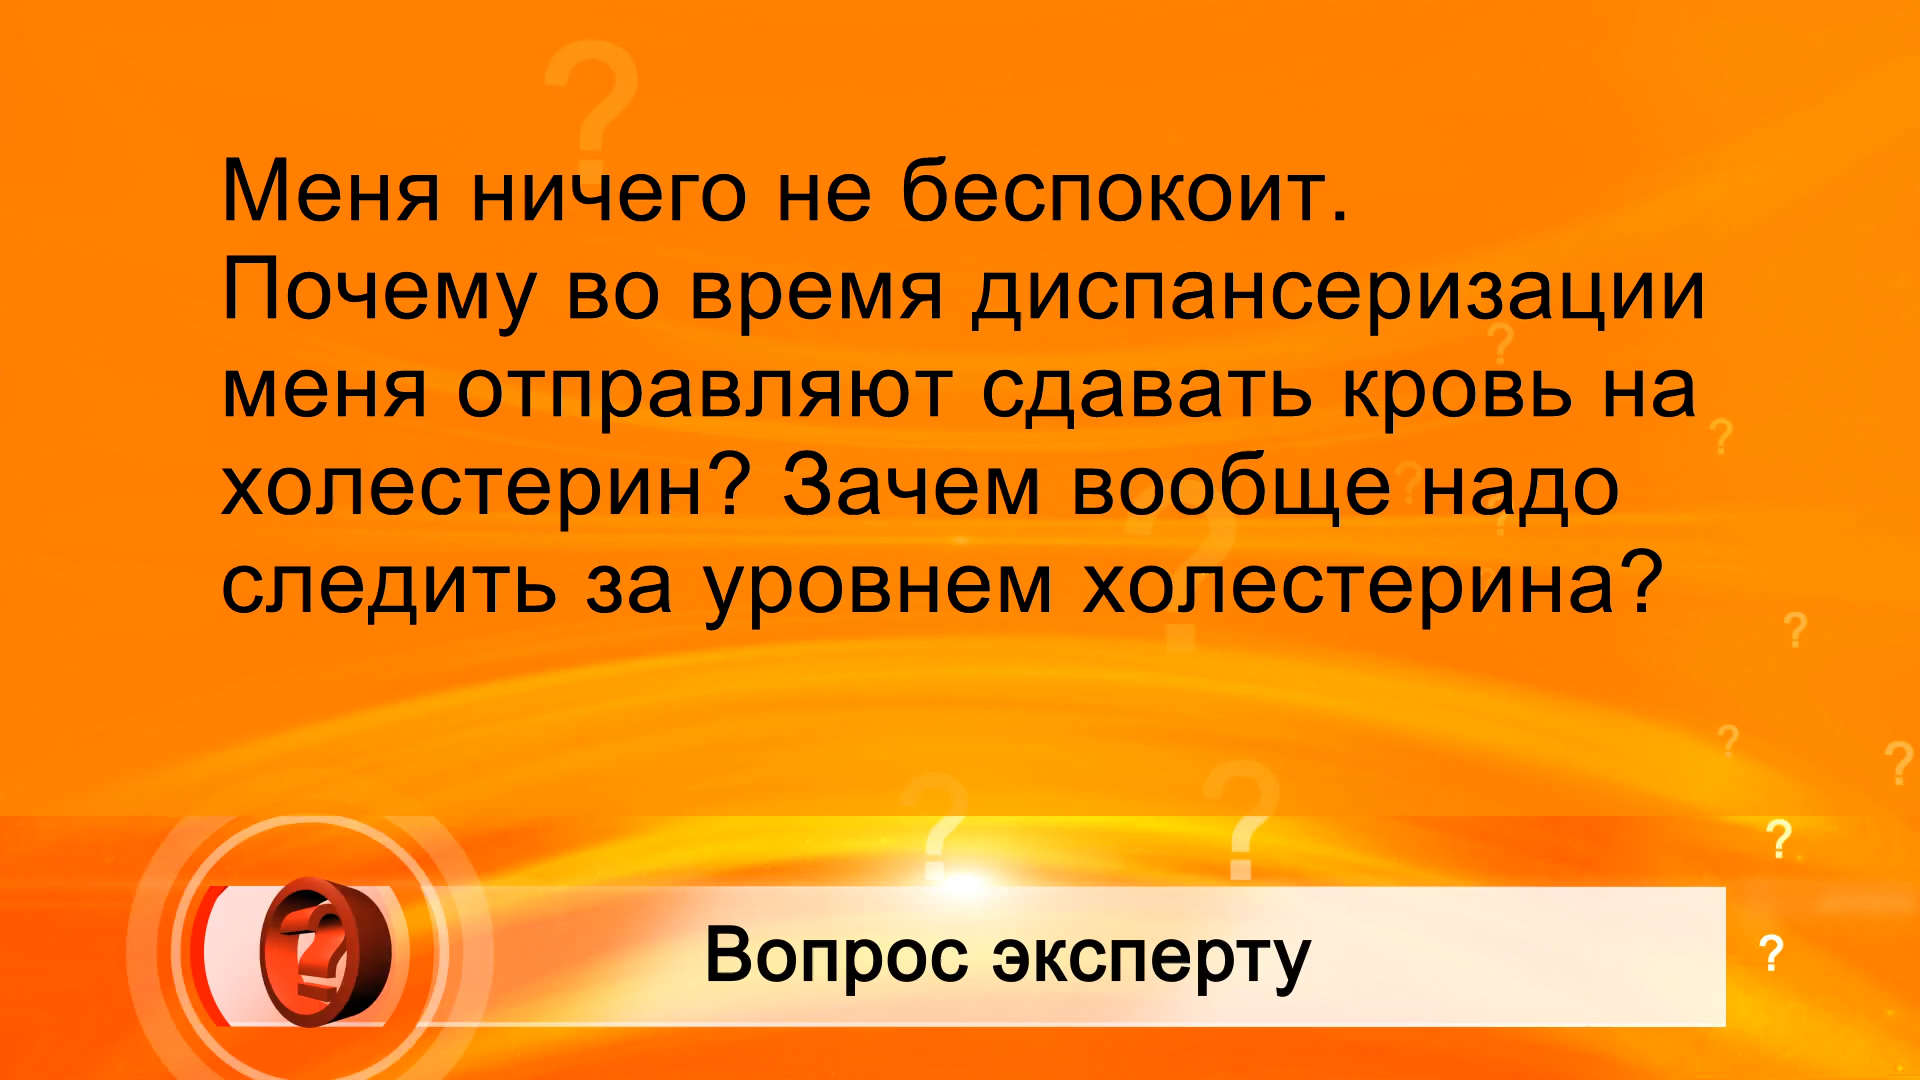 Меня ничего не беспокоит.
Почему во время диспансеризации
меня отправляют сдавать кровь на
холестерин? Зачем вообще надо
следить за уровнем холестерина?
Вопрос эксперту